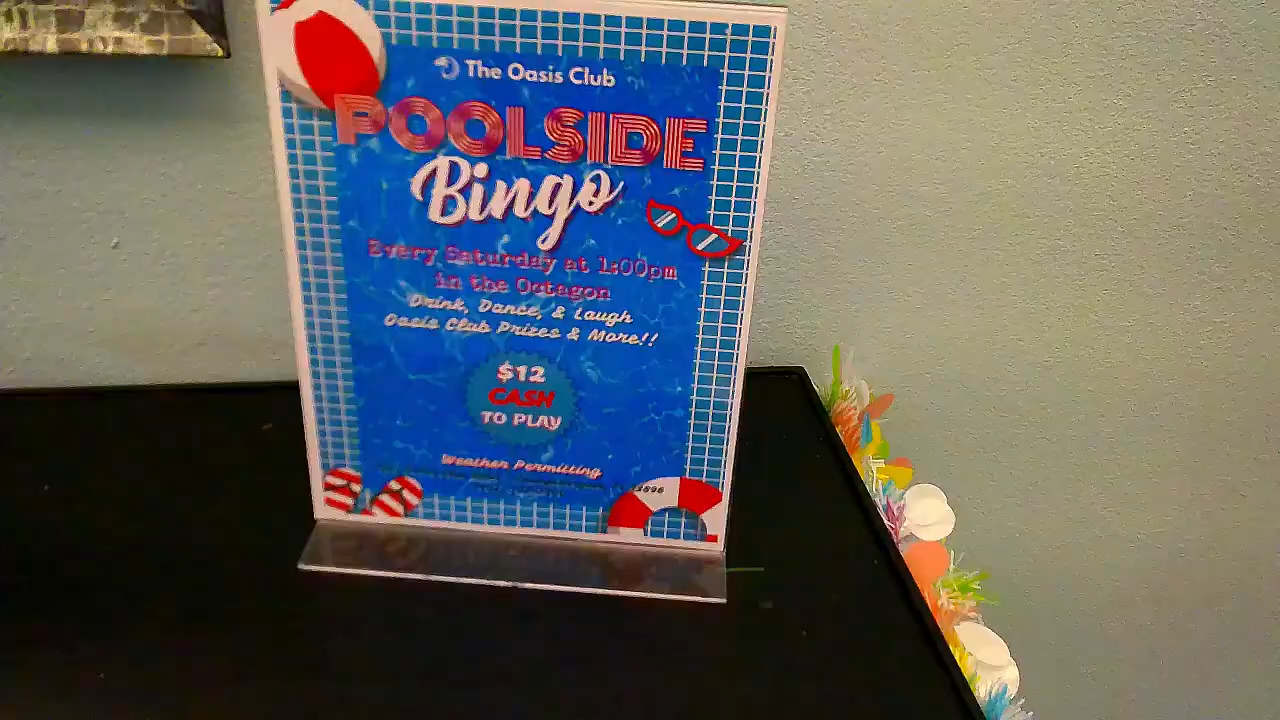 The Oasis Club
POOLSIDE
Bingo
Every Saturday at 1:00pm
in the Octagon
Drink, Dance, & Laugh
Oasis Club Prizes & More!!
$12
CASH
TO PLAY
Weather Permitting